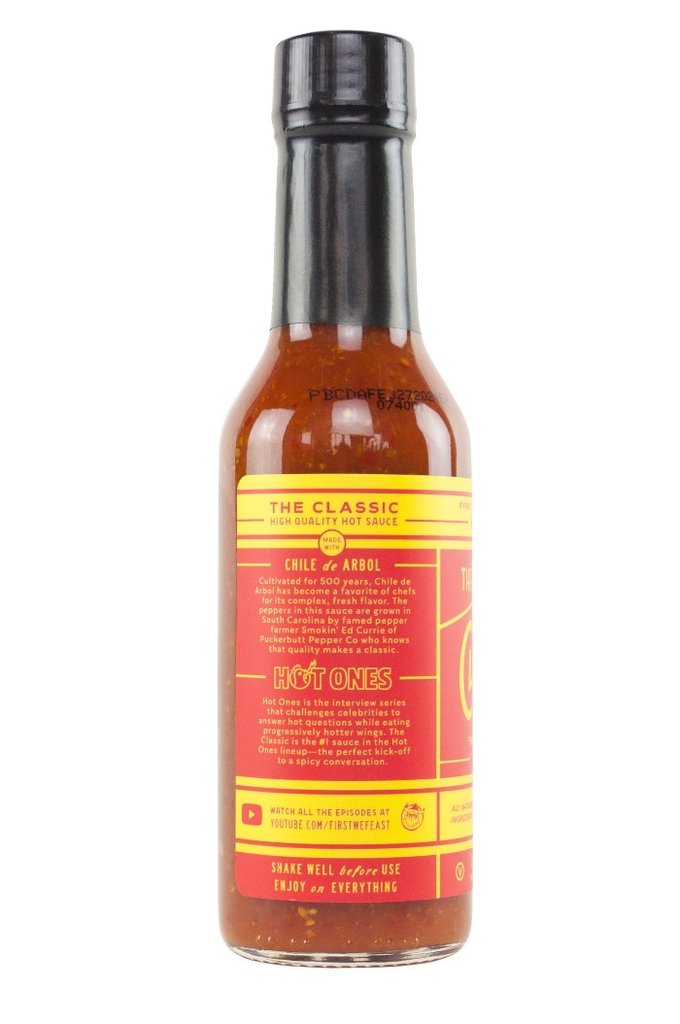 THE CLASSIC
HIGH QUALITY HOT SAUCE
MADE
WITH
CHILE de ARBOL
Cultivated for 500 years, Chile de
Arbol has become a favorite of chefs
for its complex, fresh flavor. The
peppers in this sauce are grown in
South Carolina by famed pepper
farmer Smokin' Ed Currie of
Puckerbutt Pepper Co who knows
that quality makes a classic.
HOT ONES
Hot Ones is the interview series
that challenges celebrities to
answer hot questions while eating
progressively hotter wings. The
Classic is the #1 sauce in the Hot
Ones lineup—the perfect kick-off
to a spicy conversation.
WATCH ALL THE EPISODES AT
YOUTUBE.COM/FIRSTWEFEAST
SHAKE WELL before USE
ENJOY on EVERYTHING
THE
ALL